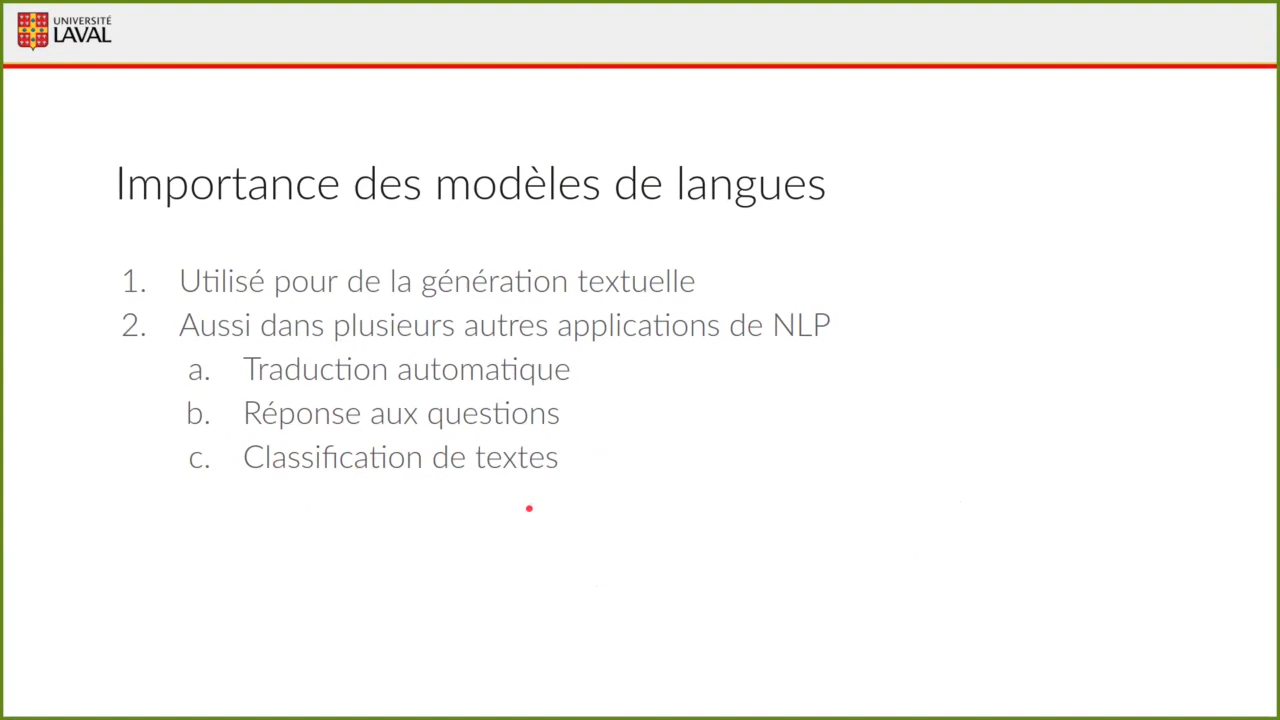 UNIVERSITÉ
LAVAL
Importance des modèles de langues
1. Utilisé pour de la génération textuelle
2. Aussi dans plusieurs autres applications de NLP
a. Traduction automatique
b. Réponse aux questions
c. Classification de textes